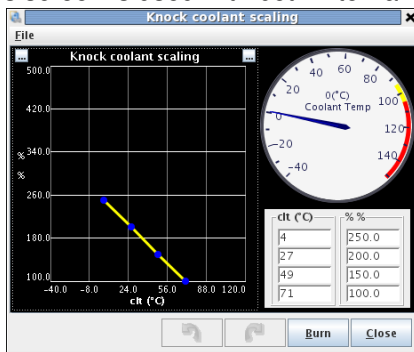 Knock coolant scaling
File
... Knock coolant scaling ...
500.0
420.0
340.0
260.0
180.0
100.0
%
%
-40.0 -8.0 24.0 56.0 88.0 120.0
clt (°C)
0(°C)
Coolant Temp
-40
-20
0
20
40
60
80
100
120
140
clt (°C) % %
4 250.0
27 200.0
49 150.0
71 100.0
Burn Close